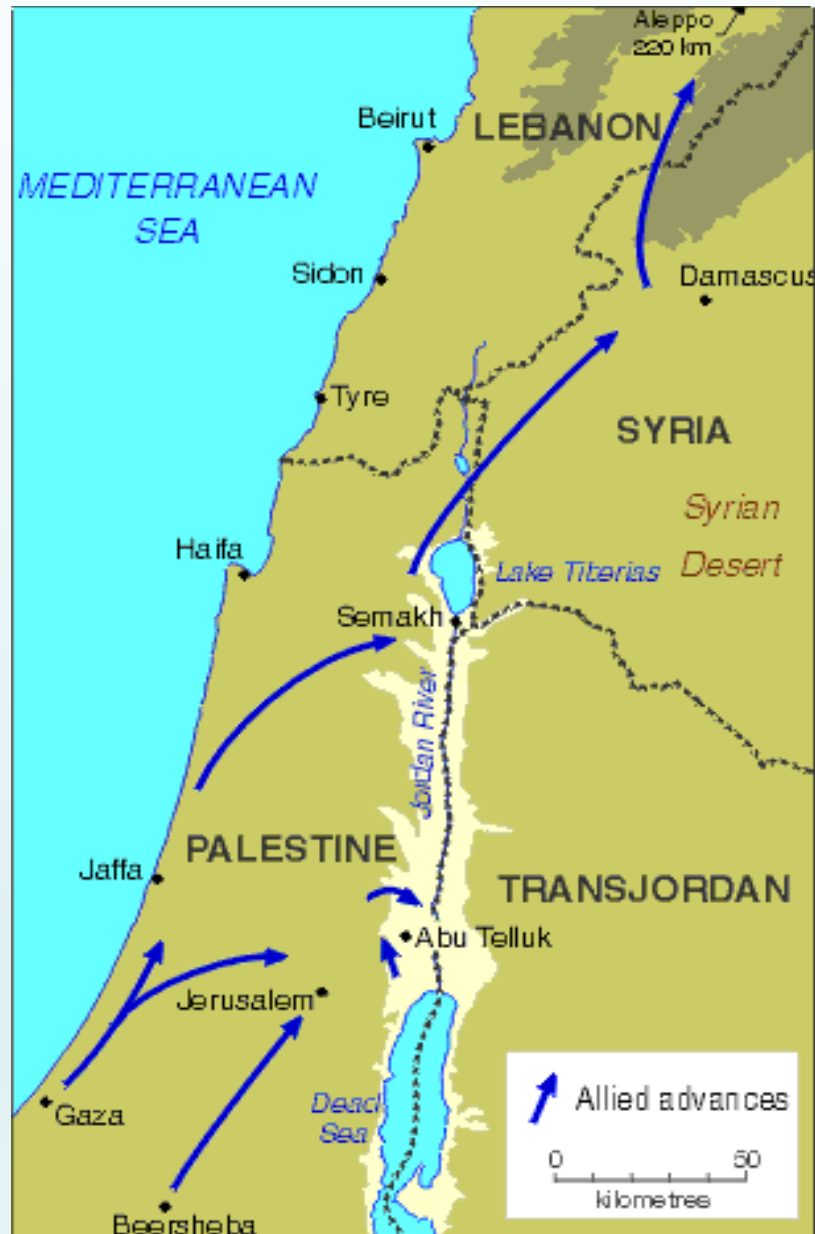 Aleppo
220 km
Beirut
LEBANON
MEDITERRANEAN
SEA
Sidon
Damascus
Tyre
SYRIA
Syrian
Desert
Haifa
Lake Tiberias
Semakh
Jordan River
PALESTINE
Jaffa
TRANSJORDAN
Abu Telluk
Jerusalem
Dead
Sea
Gaza
Allied advances
0 50
kilometres
Beersheba